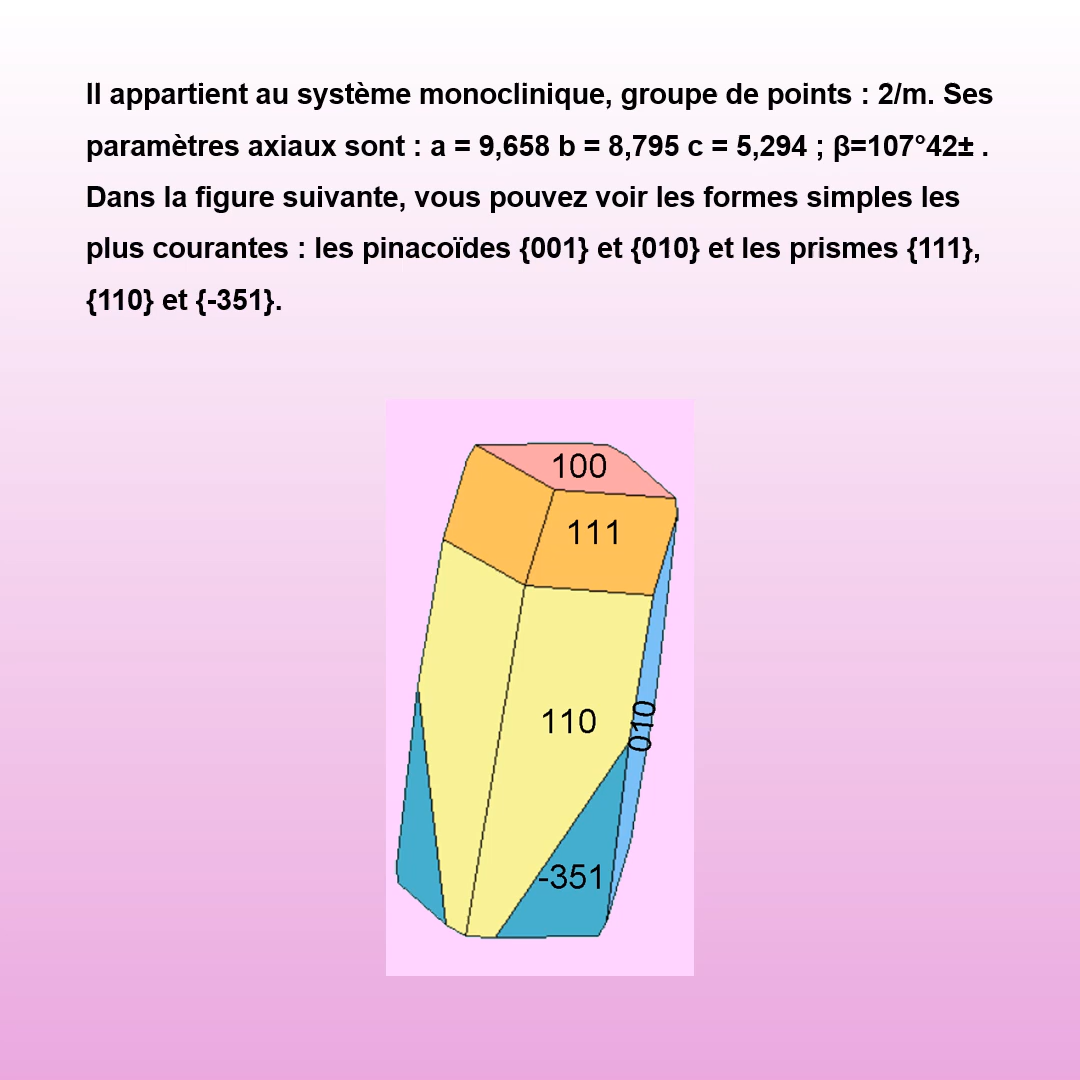 Il appartient au système monoclinique, groupe de points : 2/m. Ses
paramètres axiaux sont : a = 9,658 b = 8,795 c = 5,294 ; β=107°42± .
Dans la figure suivante, vous pouvez voir les formes simples les
plus courantes : les pinacoïdes {001} et {010} et les prismes {111},
{110} et {-351}.
100
111
110
010
-351